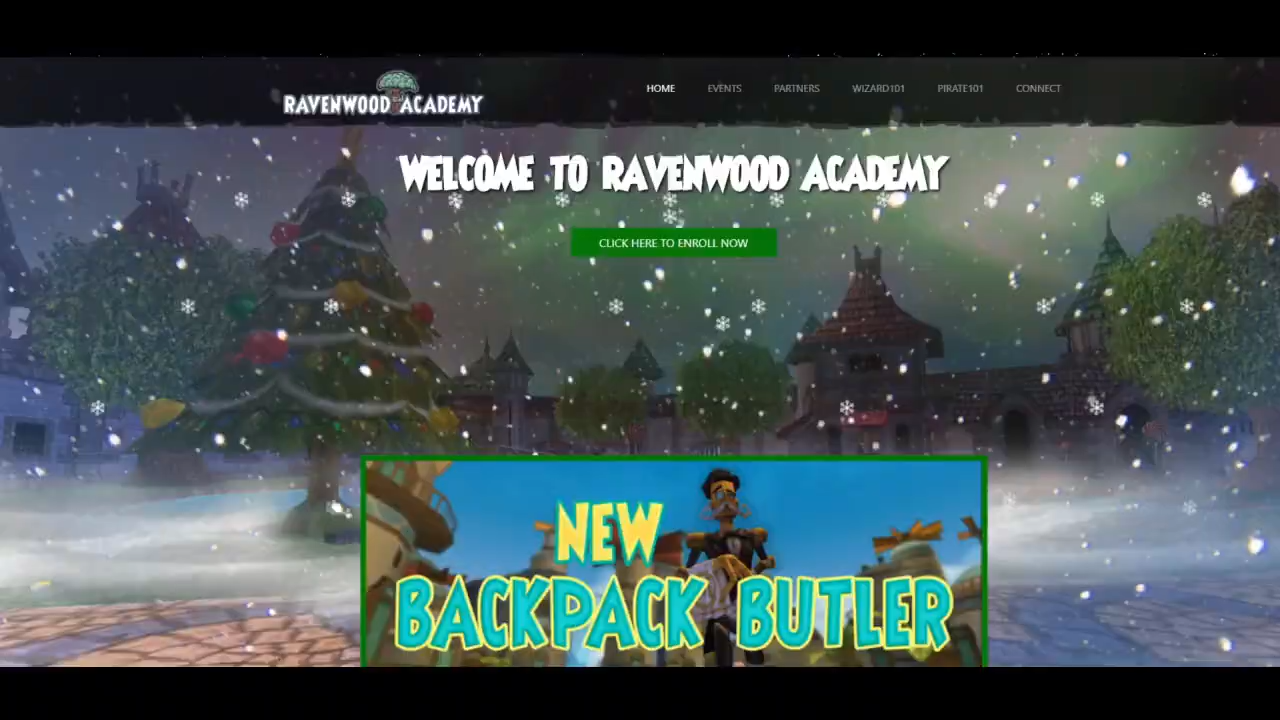 RAVENWOOD ACADEMY
HOME EVENTS PARTNERS WIZARD101 PIRATE101 CONNECT
WELCOME TO RAVENWOOD ACADEMY
CLICK HERE TO ENROLL NOW
NEW
BACKPACK BUTLER